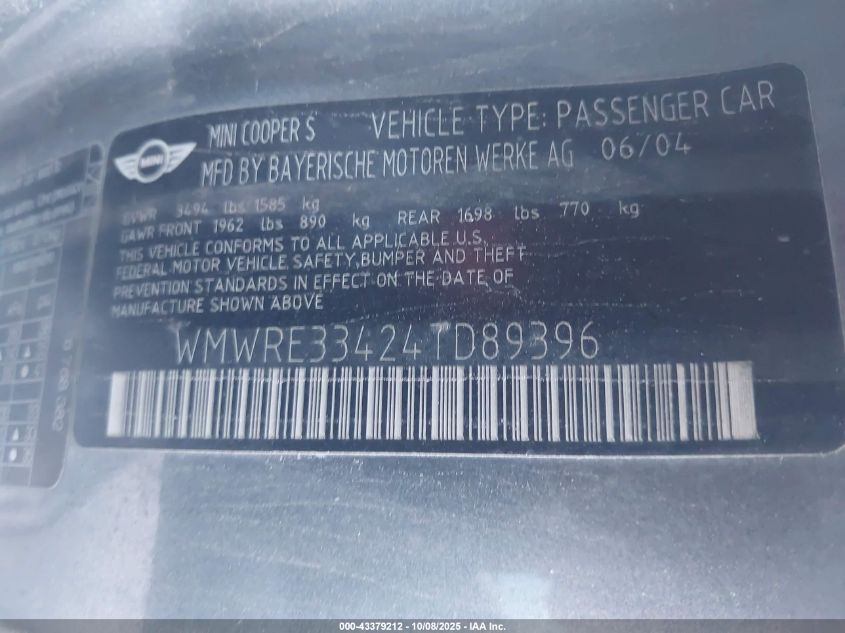 MINI
MINI COOPER S VEHICLE TYPE: PASSENGER CAR
MFD BY BAYERISCHE MOTOREN WERKE AG 06/04
GVWR 3494 lbs 1585 kg
GAWR FRONT 1962 lbs 890 kg REAR 1698 lbs 770 kg
THIS VEHICLE CONFORMS TO ALL APPLICABLE U.S.
FEDERAL MOTOR VEHICLE SAFETY,BUMPER AND THEFT
PREVENTION STANDARDS IN EFFECT ON THE DATE OF
MANUFACTURE SHOWN ABOVE
WMWRE33424TD89396
000-43379212 - 10/08/2025 - IAA Inc.